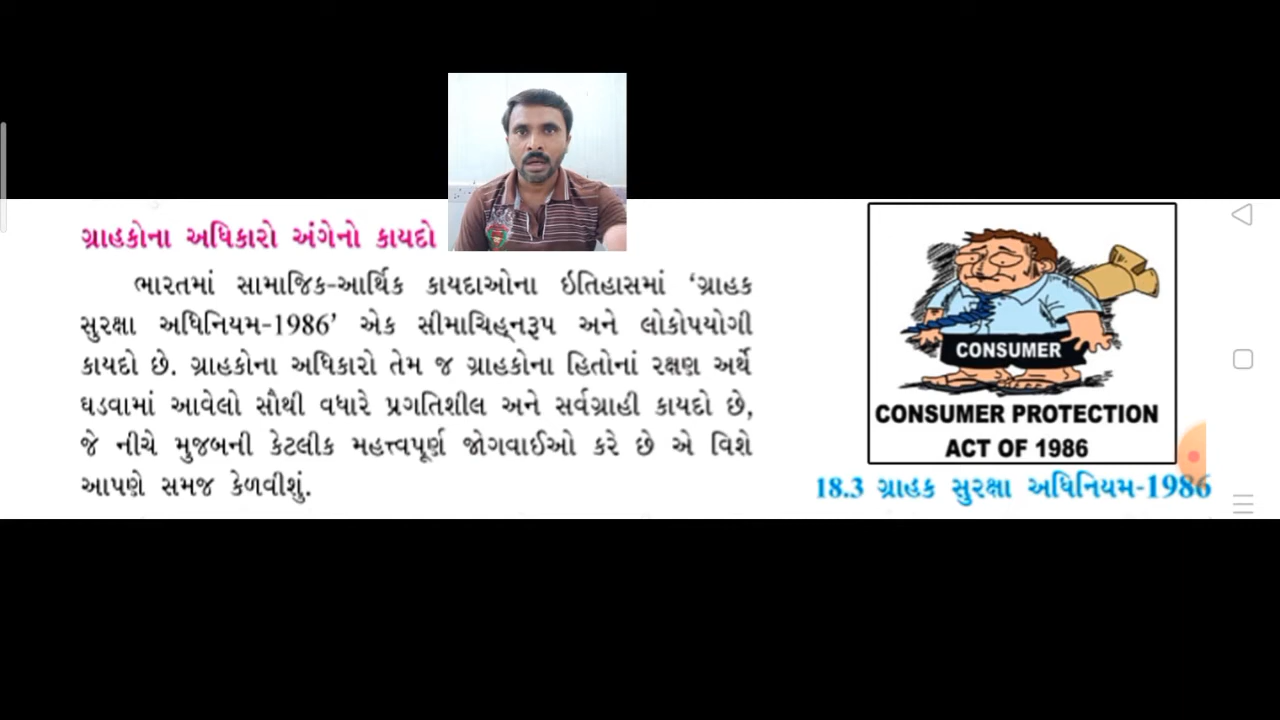 ગ્રાહકોના અધિકારો અંગેનો કાયદો
ભારતમાં સામાજિક-આર્થિક કાયદાઓના ઇતિહાસમાં ‘ગ્રાહક
સુરક્ષા અધિનિયમ-1986’ એક સીમાચિહ્નરૂપ અને લોકોપયોગી
કાયદો છે. ગ્રાહકોના અધિકારો તેમ જ ગ્રાહકોના હિતોનાં રક્ષણ અર્થે
ઘડવામાં આવેલો સૌથી વધારે પ્રગતિશીલ અને સર્વગ્રાહી કાયદો છે,
જે નીચે મુજબની કેટલીક મહત્ત્વપૂર્ણ જોગવાઈઓ કરે છે એ વિશે
આપણે સમજ કેળવીશું.
CONSUMER
CONSUMER PROTECTION
ACT OF 1986
18.3 ગ્રાહક સુરક્ષા અધિનિયમ-1986